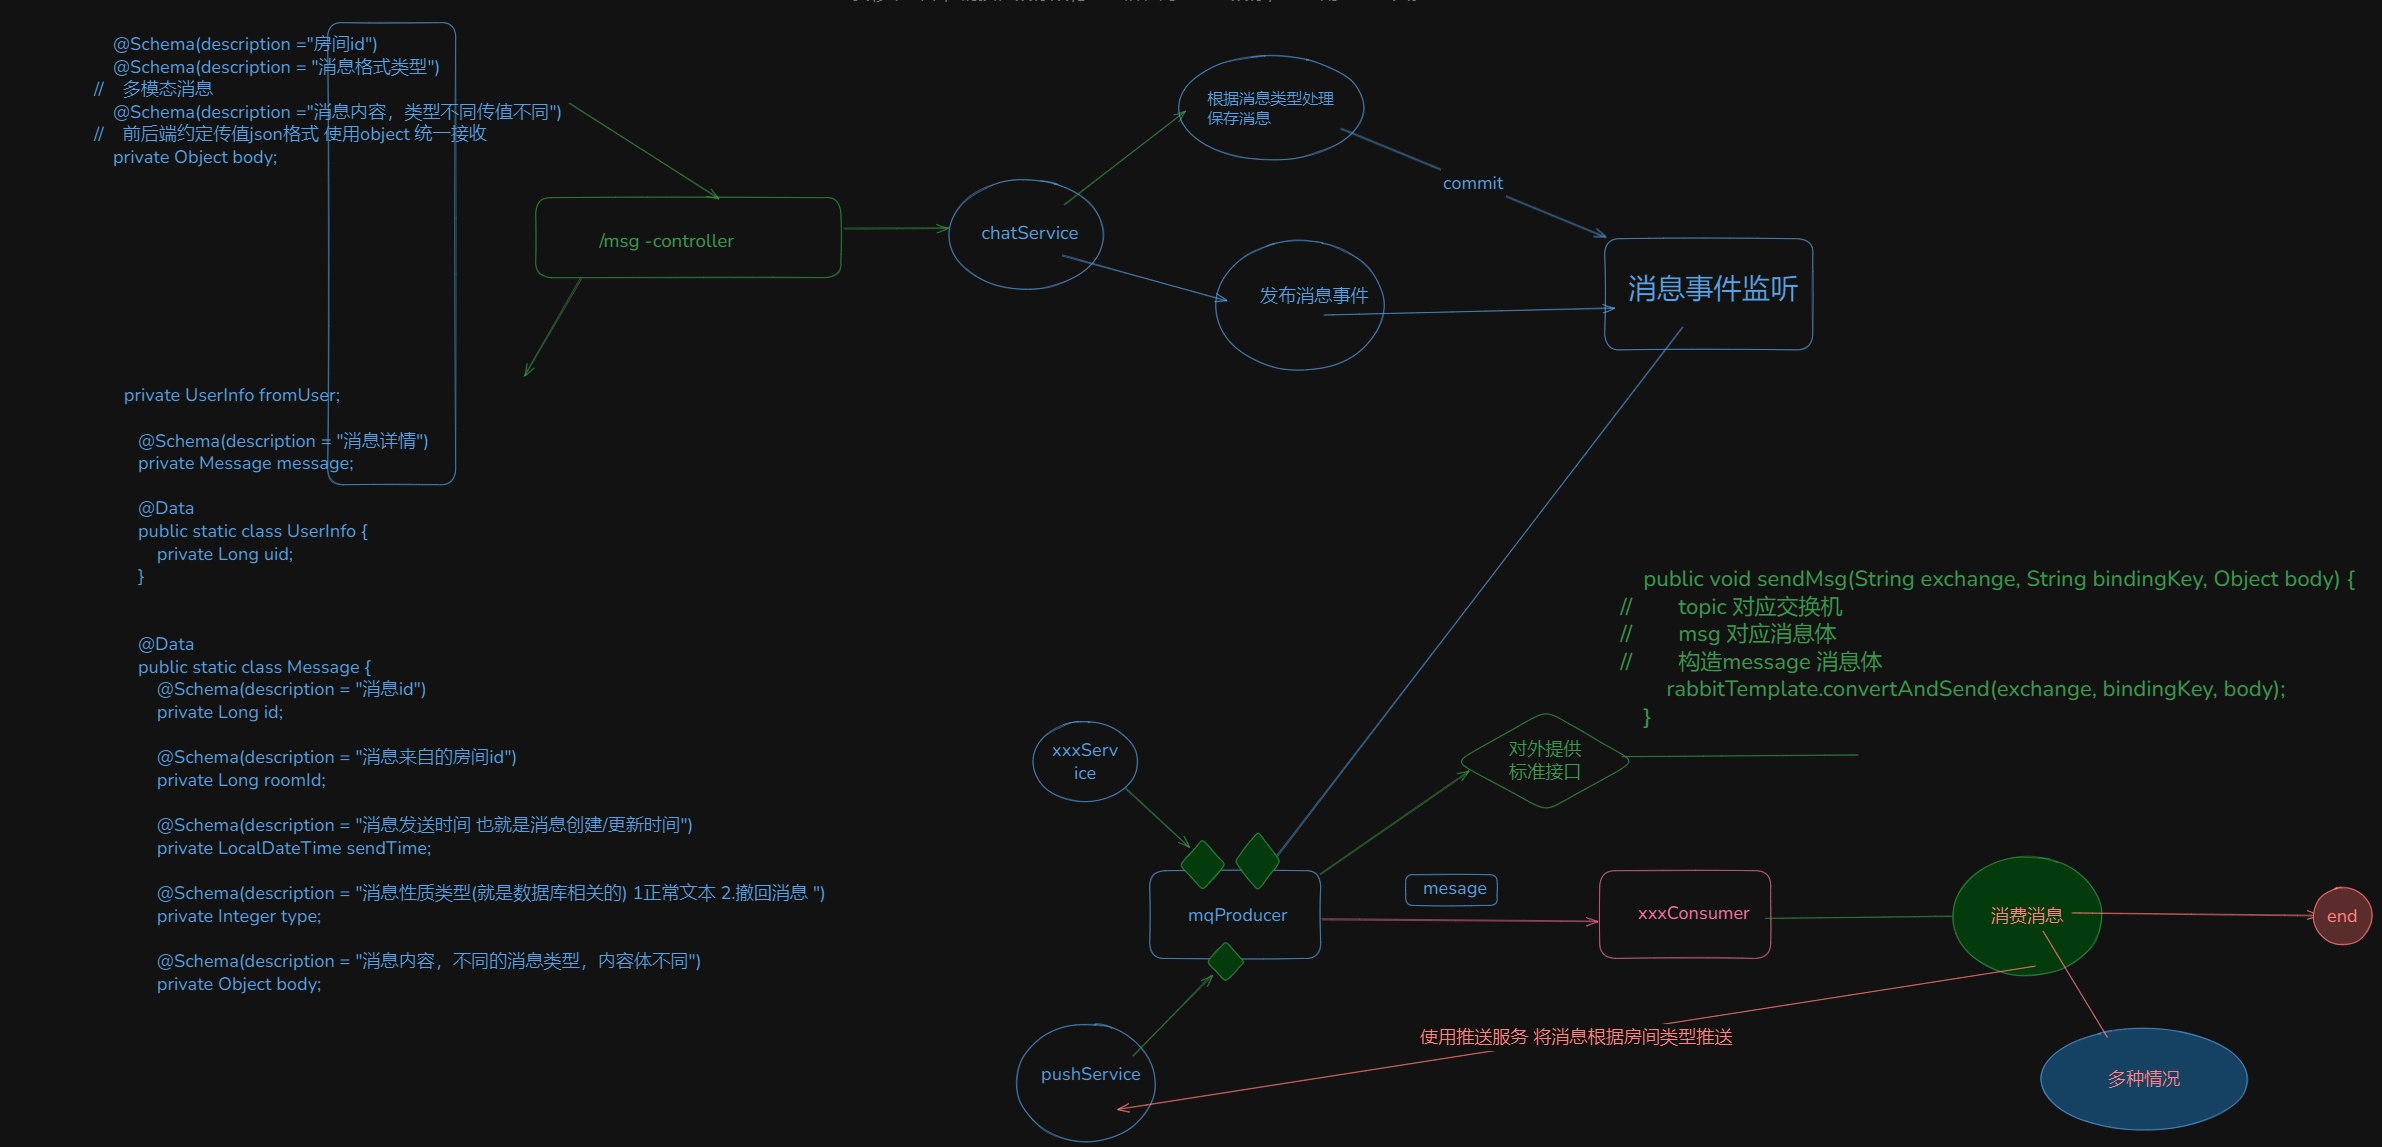 @Schema(description ="房间id")
@Schema(description = "消息格式类型")
//    多模态消息
@Schema(description ="消息内容，类型不同传值不同")
//    前后端约定传值json格式 使用object 统一接收
private Object body;
根据消息类型处理
保存消息
commit
/msg -controller
chatService
发布消息事件
消息事件监听
private UserInfo fromUser;
@Schema(description = "消息详情")
private Message message;
@Data
public static class UserInfo {
private Long uid;
}
@Data
public static class Message {
@Schema(description = "消息id")
private Long id;
@Schema(description = "消息来自的房间id")
private Long roomId;
@Schema(description = "消息发送时间 也就是消息创建/更新时间")
private LocalDateTime sendTime;
@Schema(description = "消息性质类型(就是数据库相关的) 1正常文本 2.撤回消息 ")
private Integer type;
@Schema(description = "消息内容，不同的消息类型，内容体不同")
private Object body;
public void sendMsg(String exchange, String bindingKey, Object body) {
//        topic 对应交换机
//        msg 对应消息体
//        构造message 消息体
rabbitTemplate.convertAndSend(exchange, bindingKey, body);
}
xxxServ
ice
对外提供
标准接口
mqProducer
mesage
xxxConsumer
消费消息
end
使用推送服务 将消息根据房间类型推送
pushService
多种情况